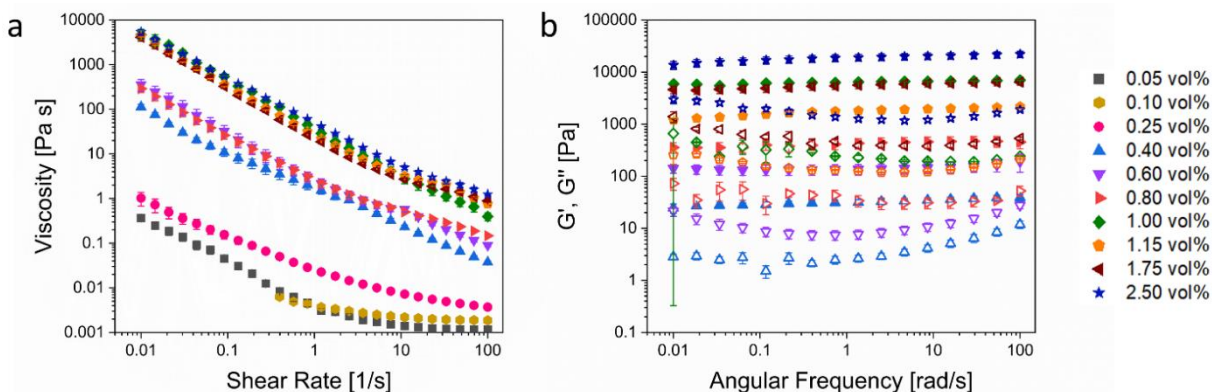 a
10000
1000
100
10
1
0.1
0.01
0.001
Viscosity [Pa s]
0.01 0.1 1 10 100
Shear Rate [1/s]
b
100000
10000
1000
100
10
1
0.1
G', G" [Pa]
0.01 0.1 1 10 100
Angular Frequency [rad/s]
0.05 vol%
0.10 vol%
0.25 vol%
0.40 vol%
0.60 vol%
0.80 vol%
1.00 vol%
1.15 vol%
1.75 vol%
2.50 vol%